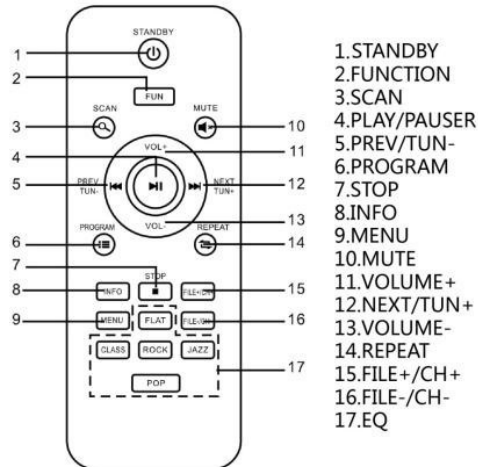 STANDBY
1
2
FUN
SCAN
MUTE
3
10
4
VOL+
11
5
PREV
TUN-
NEXT
TUN+
12
VOL-
13
PROGRAM
REPEAT
6
14
7
STOP
8
INFO
15
9
MENU
FLAT
16
CLASS
ROCK
JAZZ
17
POP
1.STANDBY
2.FUNCTION
3.SCAN
4.PLAY/PAUSER
5.PREV/TUN-
6.PROGRAM
7.STOP
8.INFO
9.MENU
10.MUTE
11.VOLUME+
12.NEXT/TUN+
13.VOLUME-
14.REPEAT
15.FILE+/CH+
16.FILE-/CH-
17.EQ